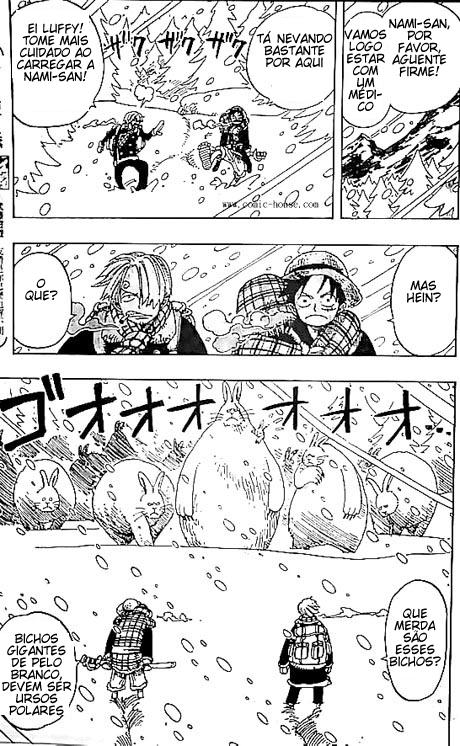 NAMI-SAN,
POR
FAVOR,
AGUENTE
FIRME!
VAMOS
LOGO
ESTAR
COM
UM
MÉDI-
CO
TÁ NEVANDO
BASTANTE
POR AQUI
EI LUFFY!
TOME MAIS
CUIDADO AO
CARREGAR A
NAMI-SAN!
ザク ザク ザク
www.comic-house.com
MAS
HEIN?
O
QUE?
ゴオオオオオオ
QUE
MERDA
SÃO
ESSES
BICHOS?
BICHOS
GIGANTES
DE PELO
BRANCO,
DEVEM SER
URSOS
POLARES